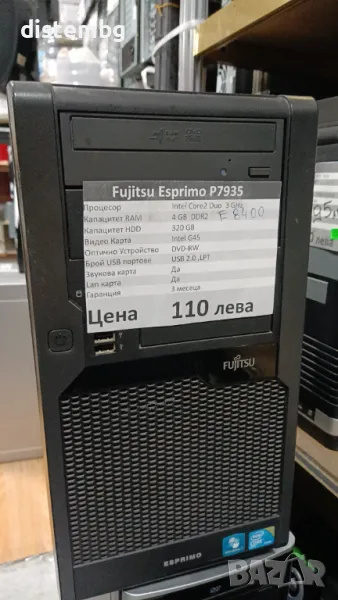 distembg
Fujitsu Esprimo P7935
Процесор Intel Core2 Duo 3 GHz E8400
Капацитет RAM 4 GB DDR2
Капацитет HDD 320 GB
Видео Карта Intel G45
Оптично Устройство DVD-RW
Брой USB портове USB 2.0 ,LPT
Звукова карта Да
Lan карта Да
Гаранция 3 месеца
Цена 110 лева
FUJITSU
ESPRIMO
bazar